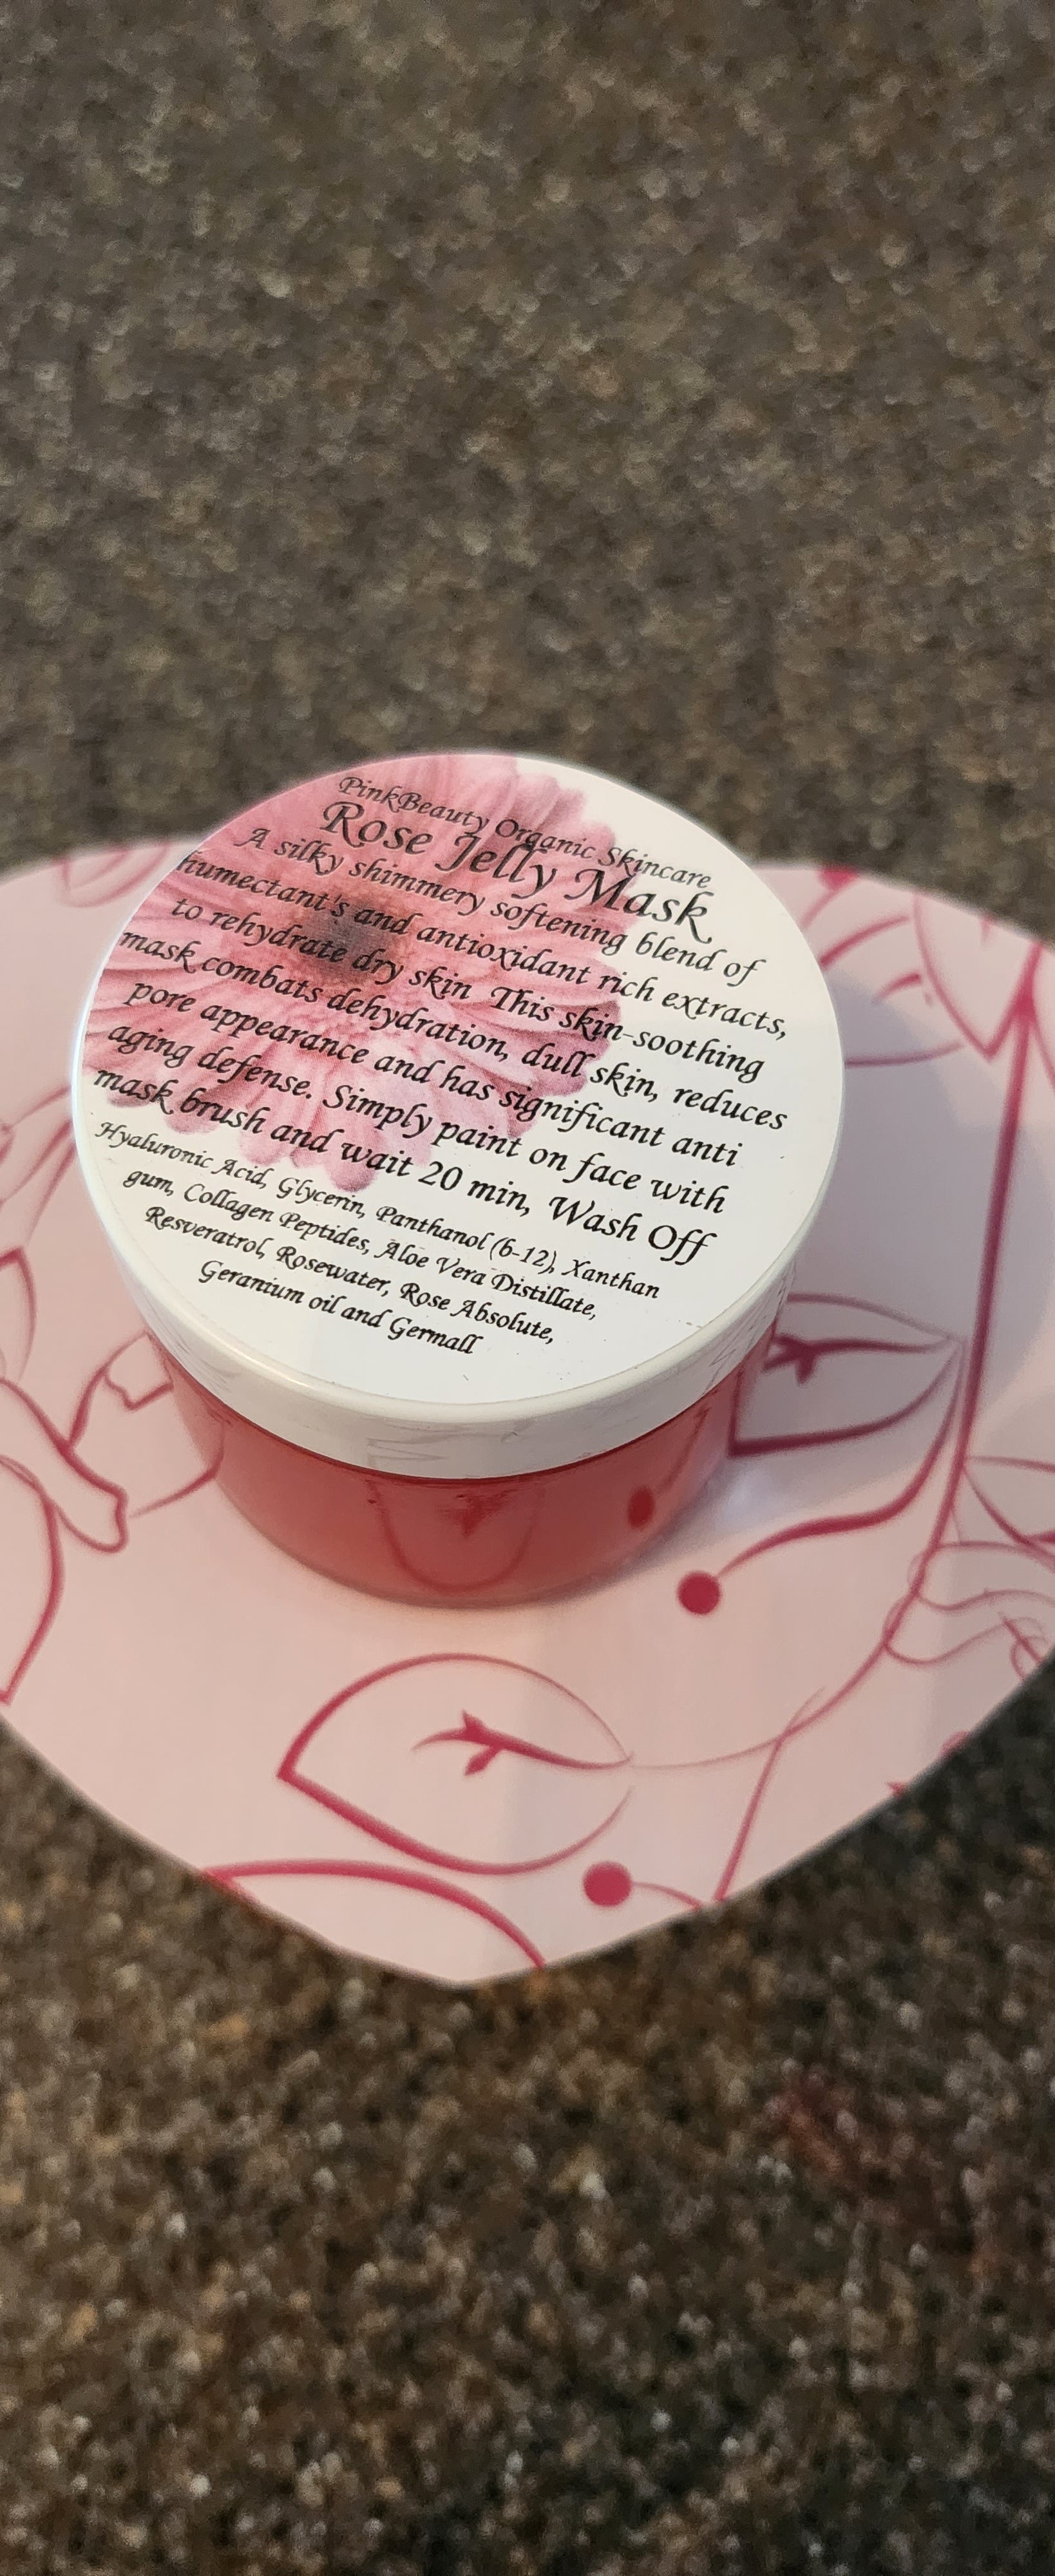 PinkBeauty Organic Skincare
Rose Jelly Mask
A silky shimmery softening blend of
humectant's and antioxidant rich extracts,
to rehydrate dry skin This skin-soothing
mask combats dehydration, dull skin, reduces
pore appearance and has significant anti
aging defense. Simply paint on face with
mask brush and wait 20 min, Wash Off
Hyaluronic Acid, Glycerin, Panthanol (b-12), Xanthan
gum, Collagen Peptides, Aloe Vera Distillate,
Resveratrol, Rosewater, Rose Absolute,
Geranium oil and Germall